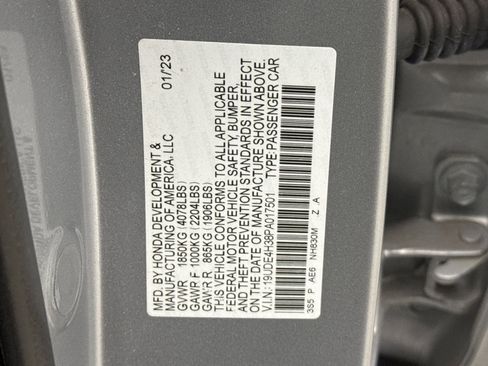 MFD BY HONDA DEVELOPMENT & 01/23
MANUFACTURING OF AMERICA, LLC
GVWR 1850KG(4078LBS)
GAWR F 1000KG(2204LBS)
GAWR R 865KG(1906LBS)
THIS VEHICLE CONFORMS TO ALL APPLICABLE
FEDERAL MOTOR VEHICLE SAFETY, BUMPER,
AND THEFT PREVENTION STANDARDS IN EFFECT
ON THE DATE OF MANUFACTURE SHOWN ABOVE.
V.I.N.: 19UDE4H38PA017501 TYPE: PASSENGER CAR
3S5 P AE6 NH830M .Z .A